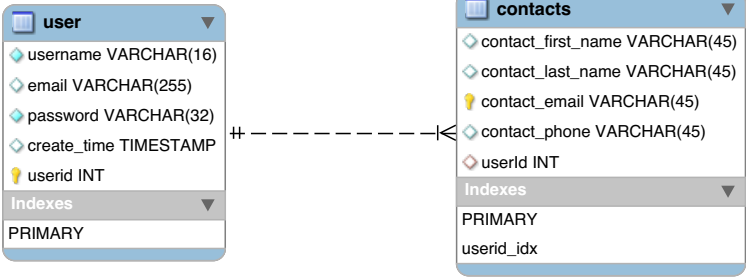 user
username VARCHAR(16)
email VARCHAR(255)
password VARCHAR(32)
create_time TIMESTAMP
userid INT
Indexes
PRIMARY
contacts
contact_first_name VARCHAR(45)
contact_last_name VARCHAR(45)
contact_email VARCHAR(45)
contact_phone VARCHAR(45)
userId INT
Indexes
PRIMARY
userid_idx